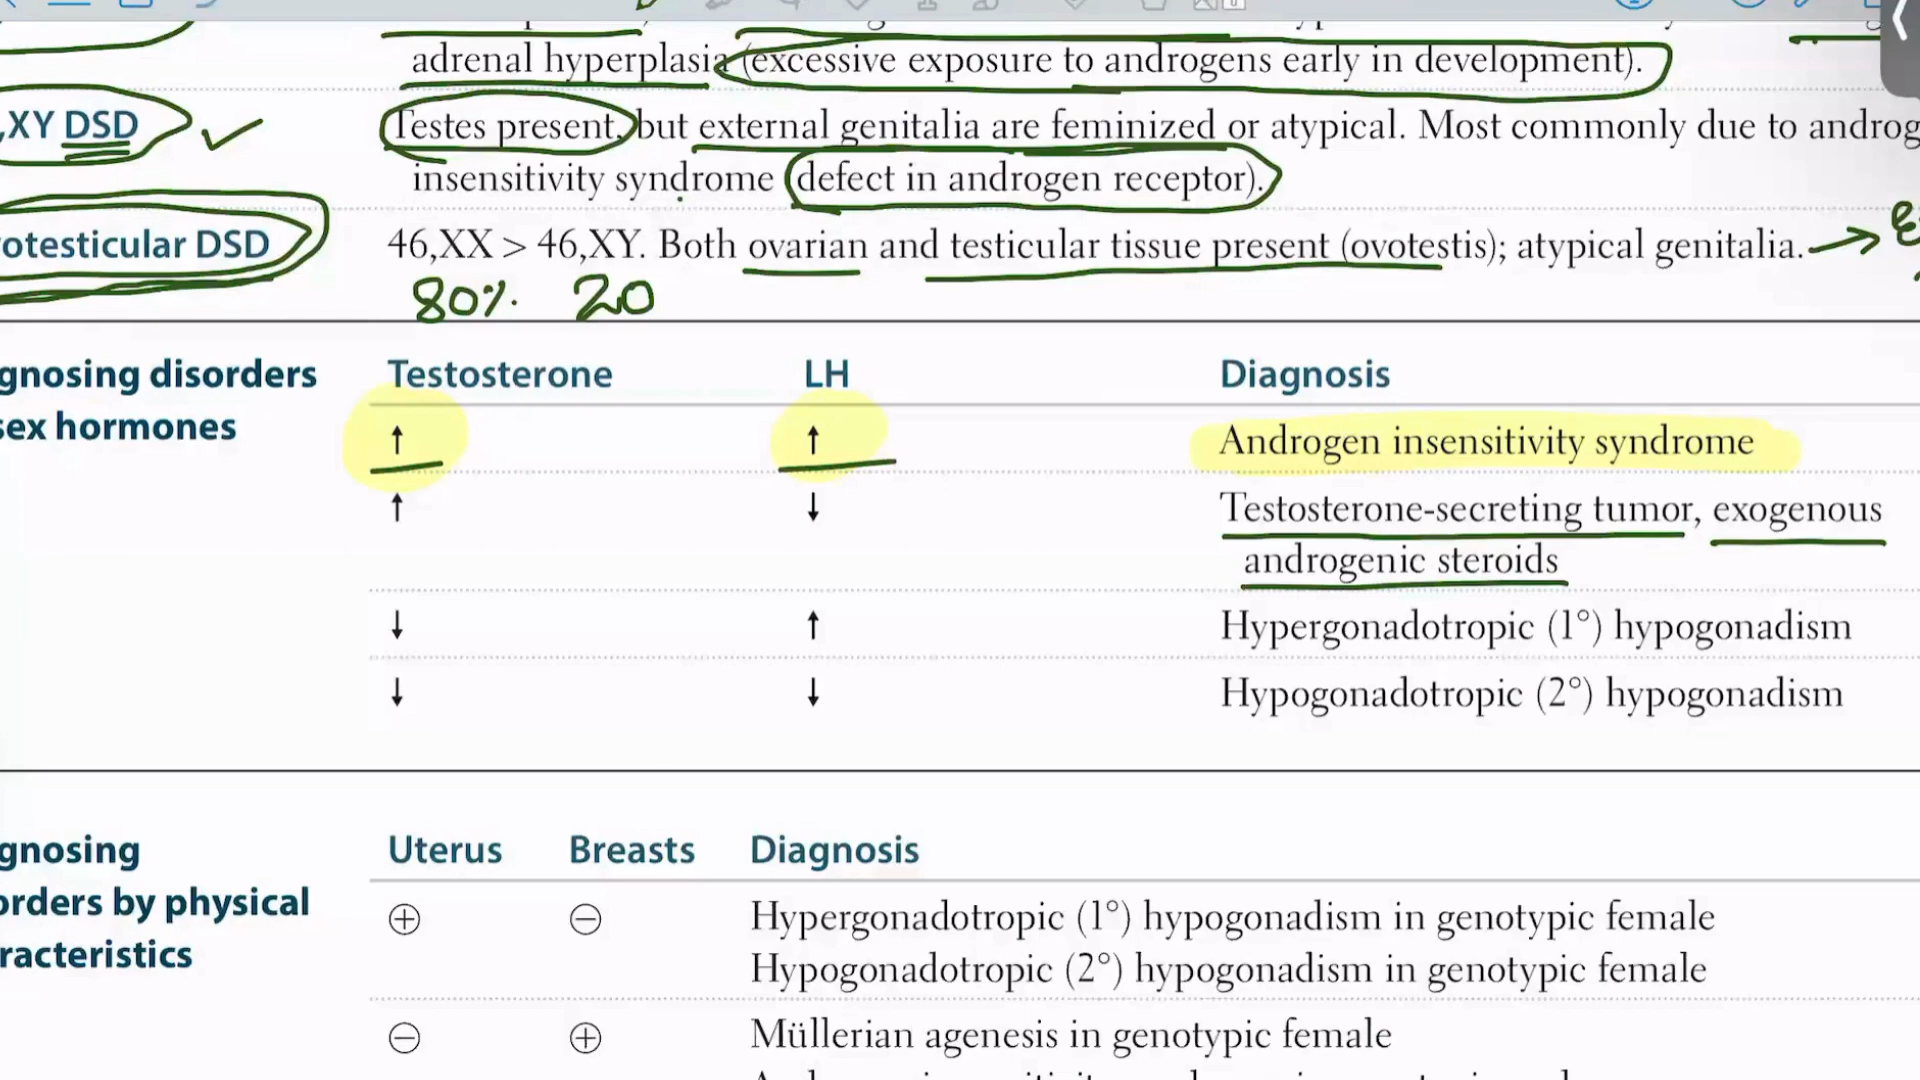 adrenal hyperplasia (excessive exposure to androgens early in development).
,XY DSD Testes present, but external genitalia are feminized or atypical. Most commonly due to androg
insensitivity syndrome (defect in androgen receptor).
otesticular DSD 46,XX > 46,XY. Both ovarian and testicular tissue present (ovotestis); atypical genitalia. →
80% 20
gnosing disorders Testosterone LH Diagnosis
sex hormones ↑ ↑ Androgen insensitivity syndrome
↑ ↓ Testosterone-secreting tumor, exogenous
androgenic steroids
↓ ↑ Hypergonadotropic (1°) hypogonadism
↓ ↓ Hypogonadotropic (2°) hypogonadism
gnosing Uterus Breasts Diagnosis
orders by physical ⊕ ⊖ Hypergonadotropic (1°) hypogonadism in genotypic female
racteristics Hypogonadotropic (2°) hypogonadism in genotypic female
⊖ ⊕ Müllerian agenesis in genotypic female